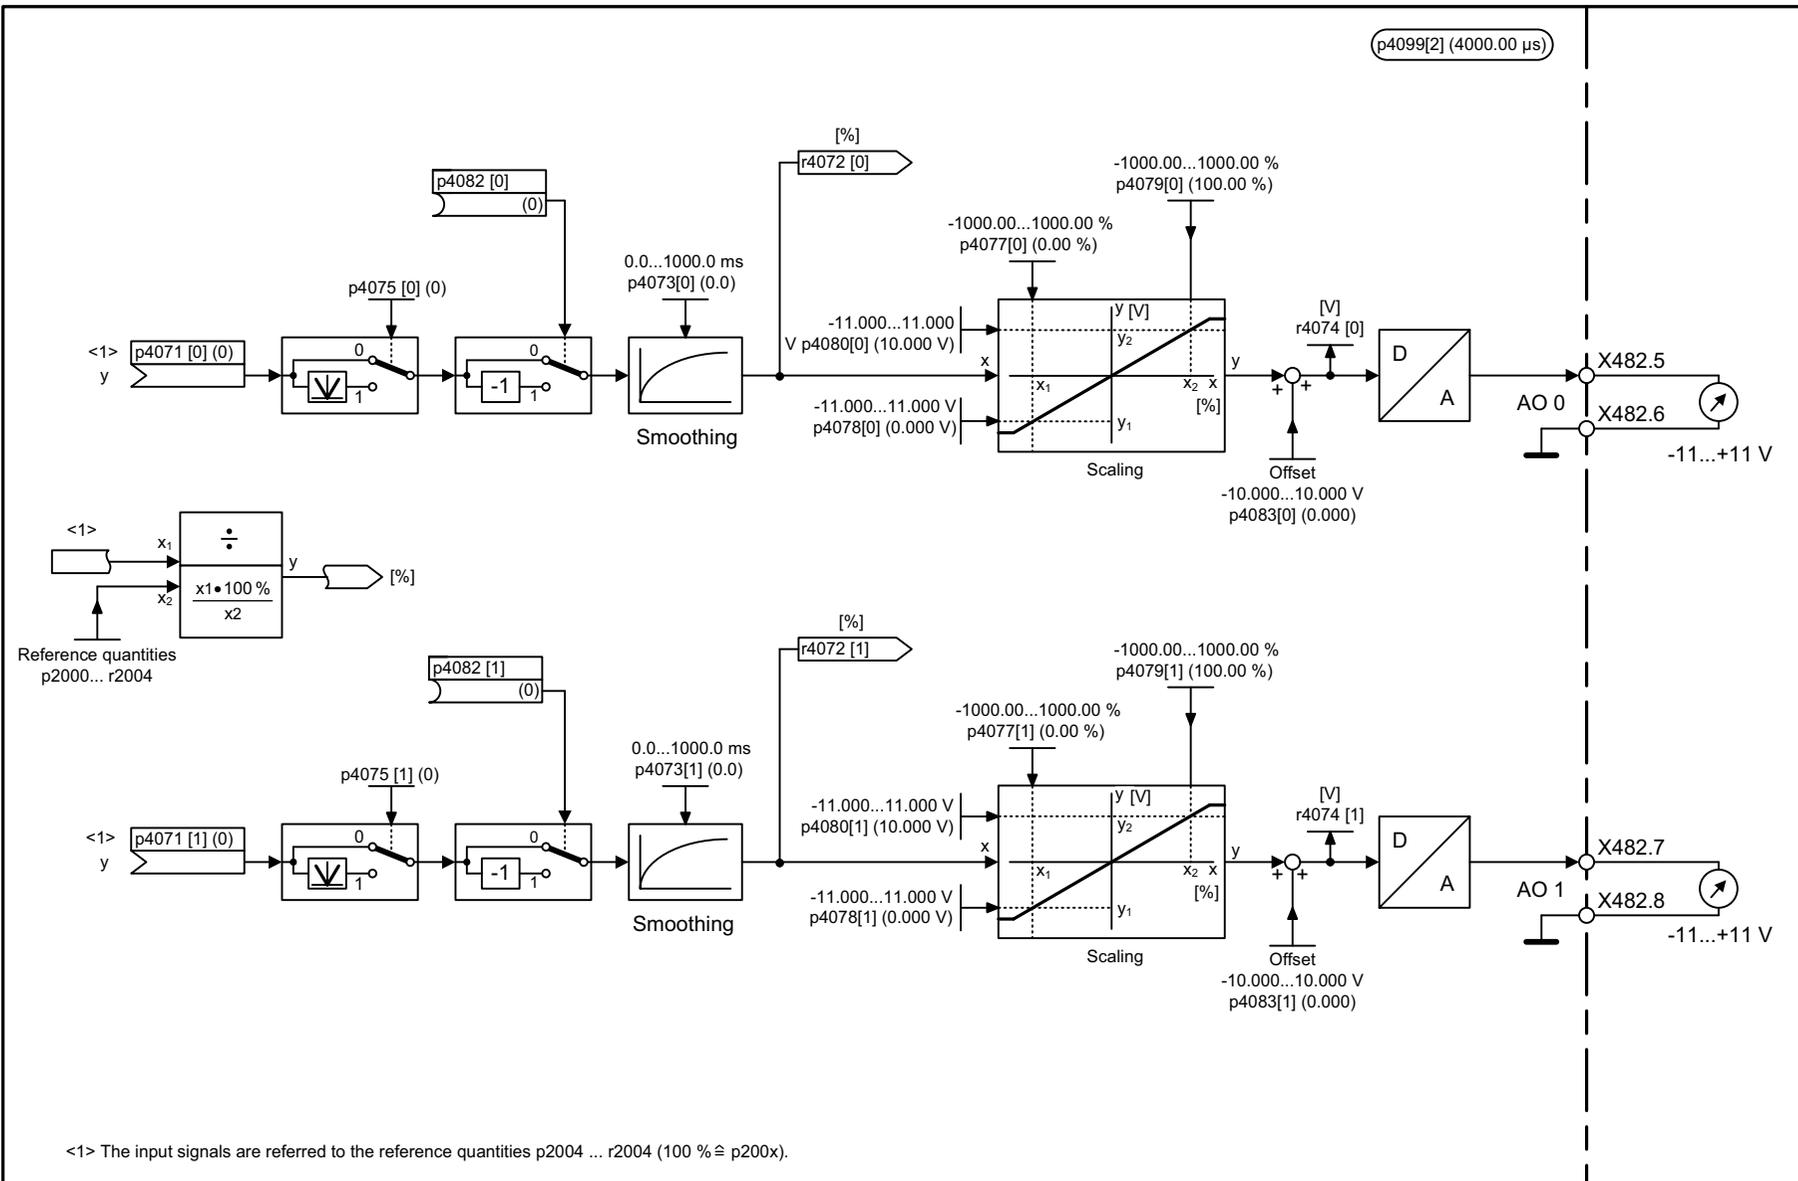 p4099[2] (4000.00 µs)
[%]
r4072 [0]
-1000.00...1000.00 %
p4079[0] (100.00 %)
p4082 [0]
(0)
-1000.00...1000.00 %
p4077[0] (0.00 %)
0.0...1000.0 ms
p4073[0] (0.0)
p4075 [0] (0)
-11.000...11.000
V p4080[0] (10.000 V)
y [V]
y2
[V]
r4074 [0]
<1>
y
p4071 [0] (0)
0
1
0
-1
1
x
x1
x2
x
[%]
y
+
+
D
A
X482.5
AO 0
X482.6
-11...+11 V
-11.000...11.000 V
p4078[0] (0.000 V)
y1
Smoothing
Scaling
Offset
-10.000...10.000 V
p4083[0] (0.000)
<1>
x1
x2
÷
x1•100 %
x2
y
[%]
Reference quantities
p2000... r2004
[%]
r4072 [1]
-1000.00...1000.00 %
p4079[1] (100.00 %)
p4082 [1]
(0)
-1000.00...1000.00 %
p4077[1] (0.00 %)
0.0...1000.0 ms
p4073[1] (0.0)
p4075 [1] (0)
-11.000...11.000 V
p4080[1] (10.000 V)
y [V]
y2
[V]
r4074 [1]
<1>
y
p4071 [1] (0)
0
1
0
-1
1
x
x1
x2
x
[%]
y
+
+
D
A
X482.7
AO 1
X482.8
-11...+11 V
-11.000...11.000 V
p4078[1] (0.000 V)
y1
Smoothing
Scaling
Offset
-10.000...10.000 V
p4083[1] (0.000)
<1> The input signals are referred to the reference quantities p2004 ... r2004 (100 % ≙ p200x).